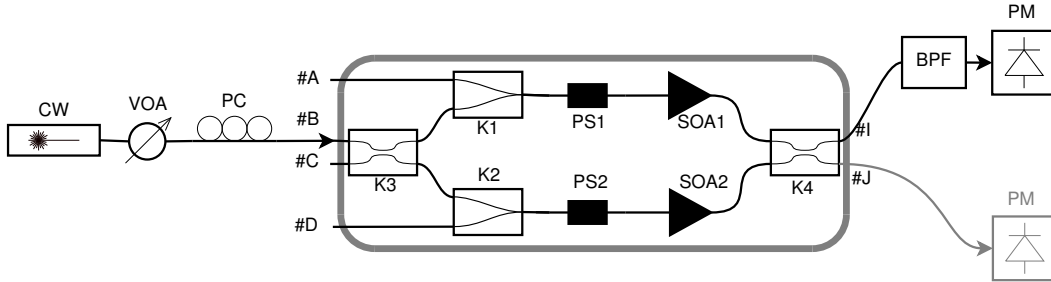 PM
BPF
#A
CW
VOA
PC
K1
PS1
SOA1
#B
#I
#C
K3
K2
PS2
SOA2
K4
#J
PM
#D